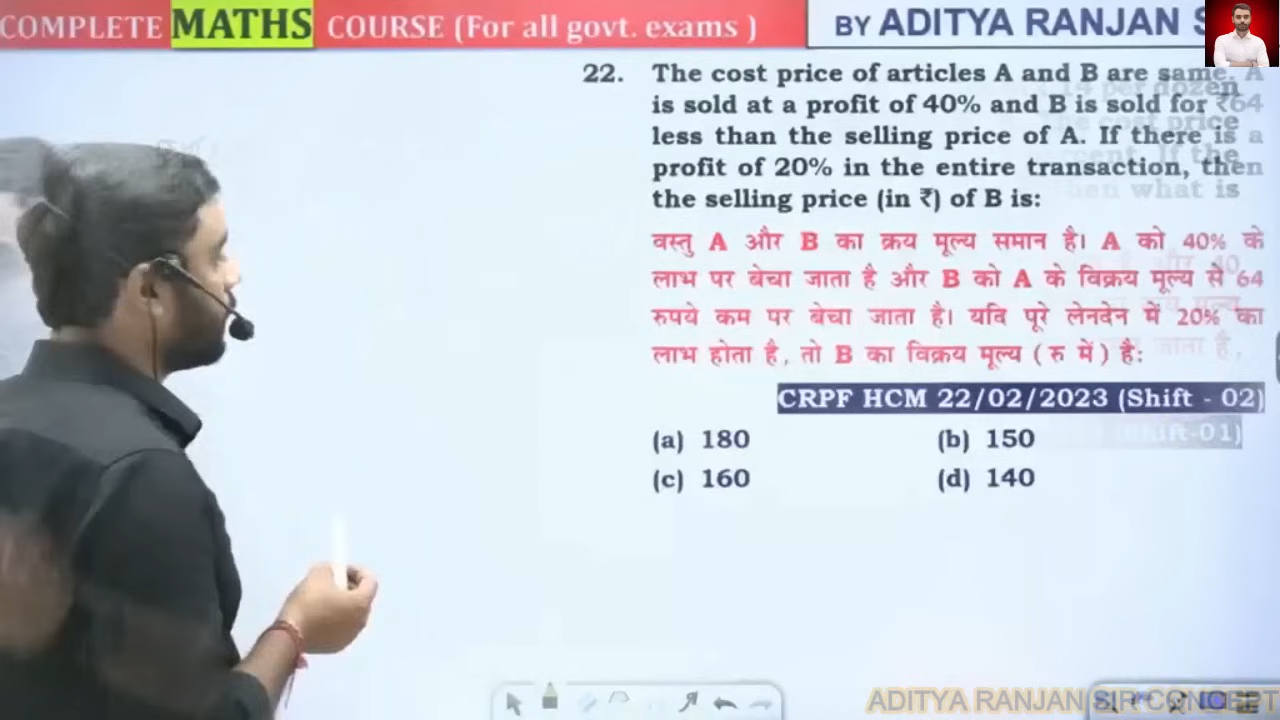 COMPLETE MATHS COURSE (For all govt. exams )
BY ADITYA RANJAN S
22. The cost price of articles A and B are same. A
is sold at a profit of 40% and B is sold for ₹64
less than the selling price of A. If there is a
profit of 20% in the entire transaction, then
the selling price (in ₹) of B is:
वस्तु A और B का क्रय मूल्य समान है। A को 40% के
लाभ पर बेचा जाता है और B को A के विक्रय मूल्य से 64
रुपये कम पर बेचा जाता है। यदि पूरे लेनदेन में 20% का
लाभ होता है, तो B का विक्रय मूल्य ( रु में ) है:
CRPF HCM 22/02/2023 (Shift - 02)
Shift-01)
(a) 180 (b) 150
(c) 160 (d) 140
ADITYA RANJAN SIR CONCEPT